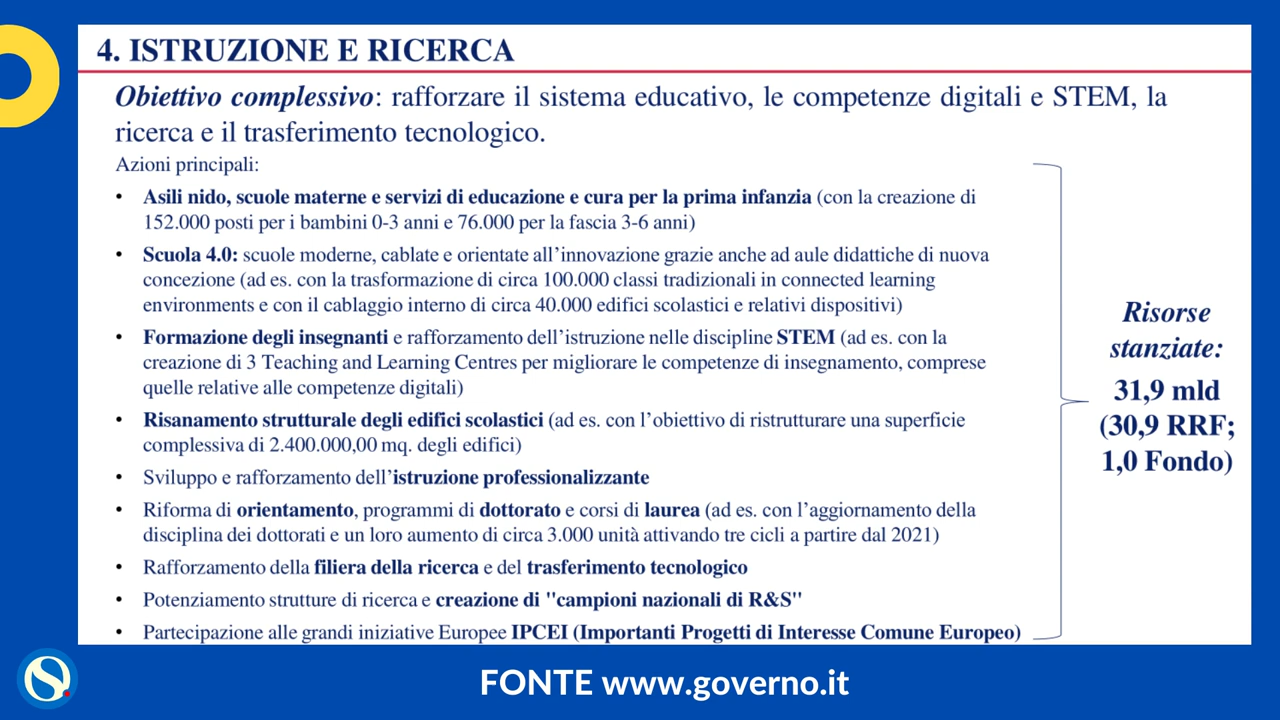 4. ISTRUZIONE E RICERCA
Obiettivo complessivo: rafforzare il sistema educativo, le competenze digitali e STEM, la
ricerca e il trasferimento tecnologico.
Azioni principali:
• Asili nido, scuole materne e servizi di educazione e cura per la prima infanzia (con la creazione di
152.000 posti per i bambini 0-3 anni e 76.000 per la fascia 3-6 anni)
• Scuola 4.0: scuole moderne, cablate e orientate all’innovazione grazie anche ad aule didattiche di nuova
concezione (ad es. con la trasformazione di circa 100.000 classi tradizionali in connected learning
environments e con il cablaggio interno di circa 40.000 edifici scolastici e relativi dispositivi)
• Formazione degli insegnanti e rafforzamento dell’istruzione nelle discipline STEM (ad es. con la
creazione di 3 Teaching and Learning Centres per migliorare le competenze di insegnamento, comprese
quelle relative alle competenze digitali)
• Risanamento strutturale degli edifici scolastici (ad es. con l’obiettivo di ristrutturare una superficie
complessiva di 2.400.000,00 mq. degli edifici)
• Sviluppo e rafforzamento dell’istruzione professionalizzante
• Riforma di orientamento, programmi di dottorato e corsi di laurea (ad es. con l’aggiornamento della
disciplina dei dottorati e un loro aumento di circa 3.000 unità attivando tre cicli a partire dal 2021)
• Rafforzamento della filiera della ricerca e del trasferimento tecnologico
• Potenziamento strutture di ricerca e creazione di "campioni nazionali di R&S"
• Partecipazione alle grandi iniziative Europee IPCEI (Importanti Progetti di Interesse Comune Europeo)
Risorse
stanziate:
31,9 mld
(30,9 RRF;
1,0 Fondo)
S
FONTE www.governo.it